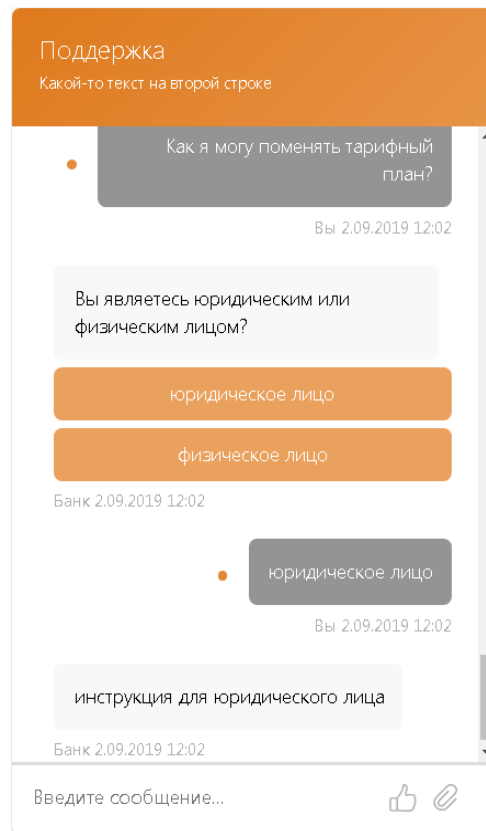 Поддержка
Какой-то текст на второй строке
Как я могу поменять тарифный
план?
Вы 2.09.2019 12:02
Вы являетесь юридическим или
физическим лицом?
юридическое лицо
физическое лицо
Банк 2.09.2019 12:02
юридическое лицо
Вы 2.09.2019 12:02
инструкция для юридического лица
Банк 2.09.2019 12:02
Введите сообщение...